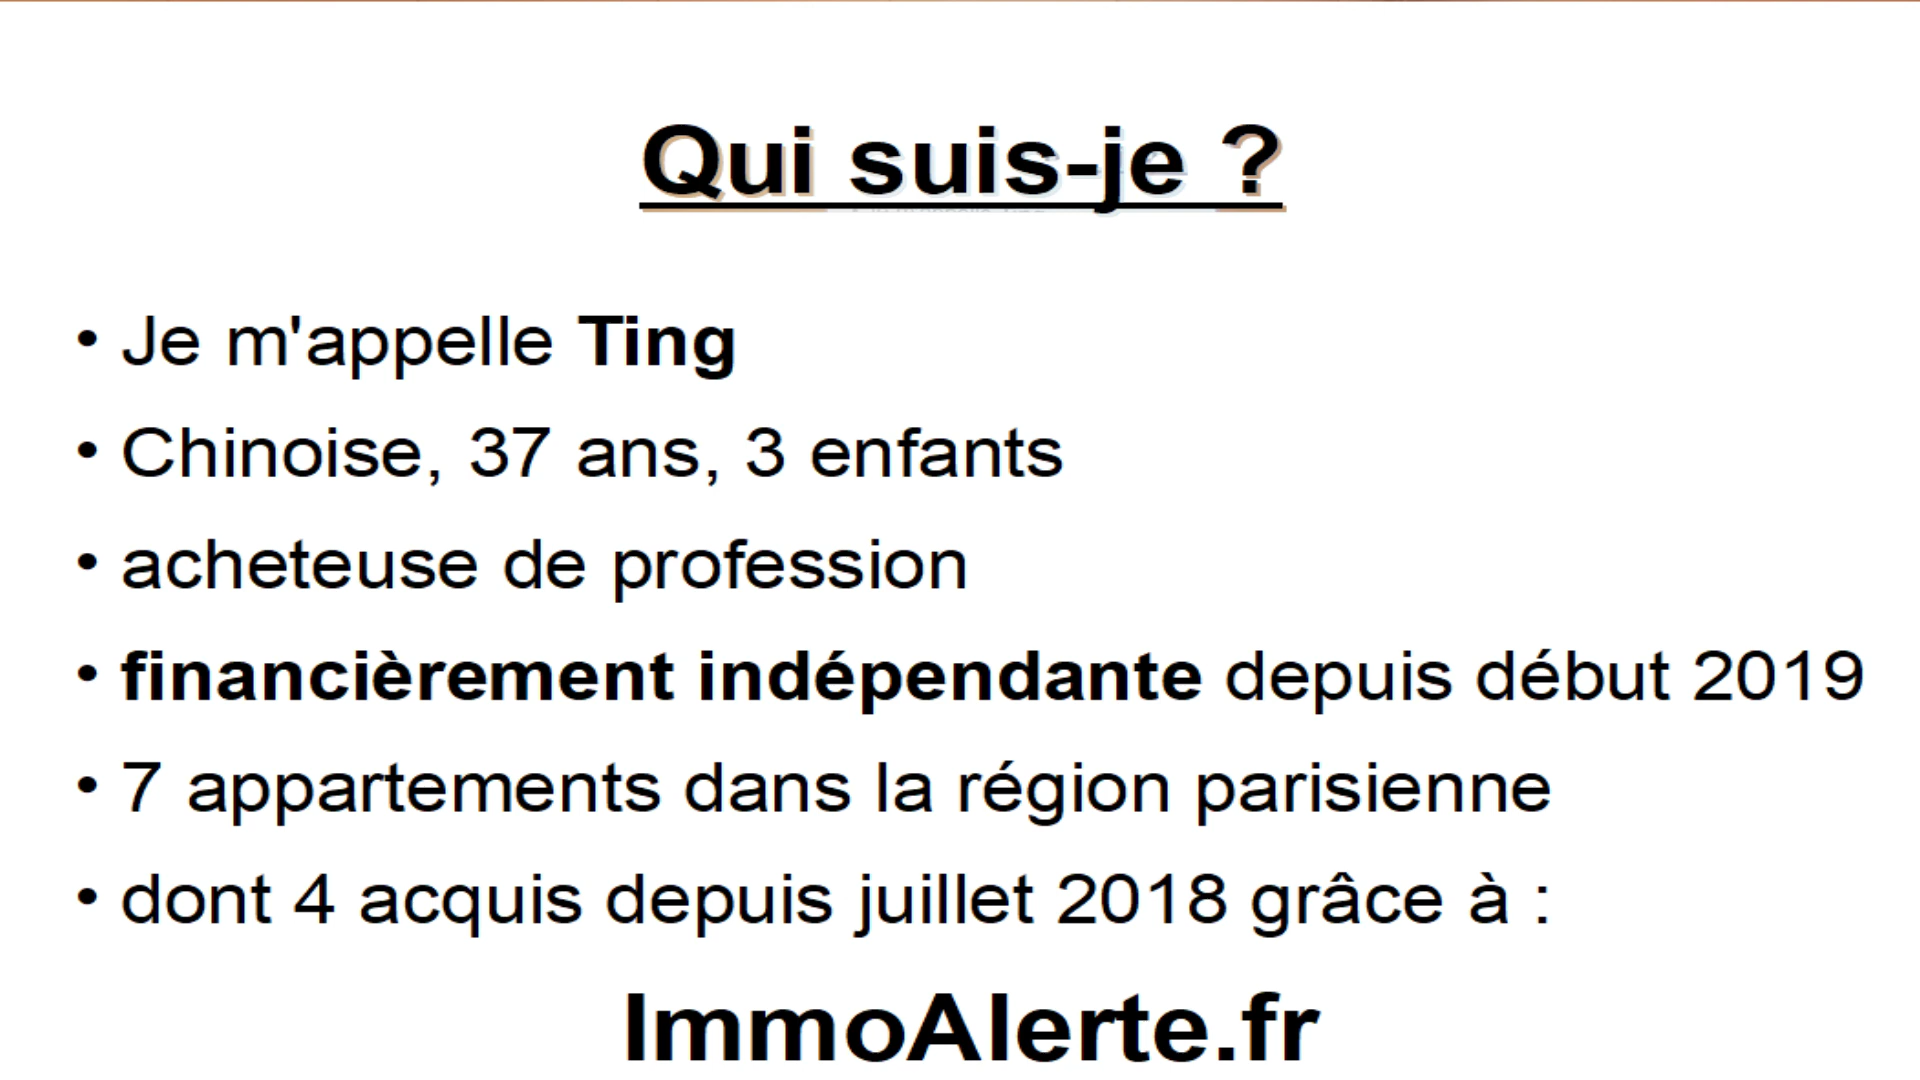 Qui suis-je ?
• Je m'appelle Ting
• Chinoise, 37 ans, 3 enfants
• acheteuse de profession
• financièrement indépendante depuis début 2019
• 7 appartements dans la région parisienne
• dont 4 acquis depuis juillet 2018 grâce à :
ImmoAlerte.fr